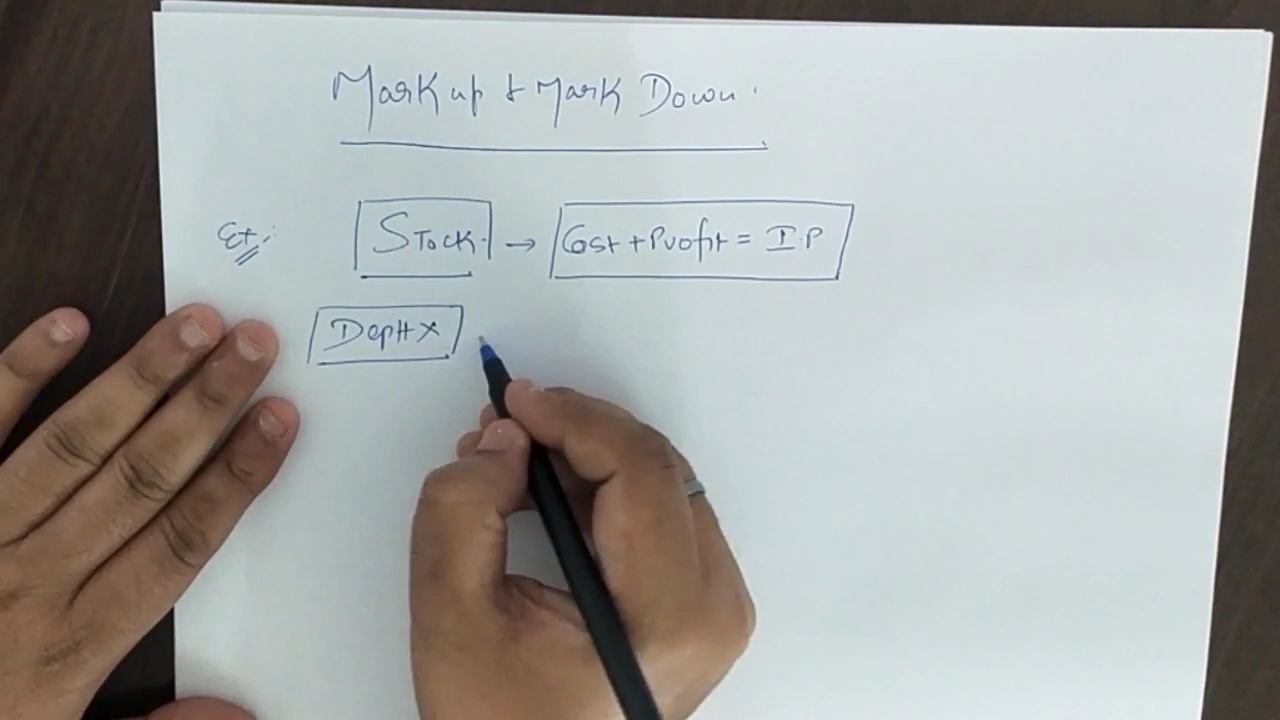 Mark up & Mark Down.
Ex:- Stock. → Cost + Profit = I.P
Dept X